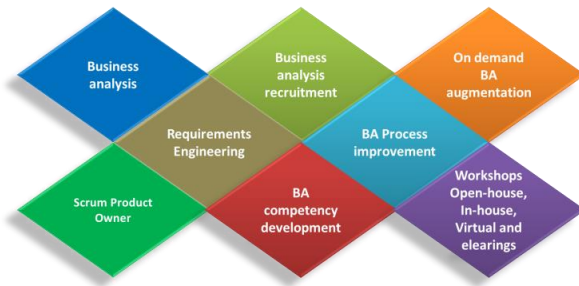 Business
analysis
Business
analysis
recruitment
On demand
BA
augmentation
Requirements
Engineering
BA Process
improvement
Scrum Product
Owner
BA
competency
development
Workshops
Open-house,
In-house,
Virtual and
elearings